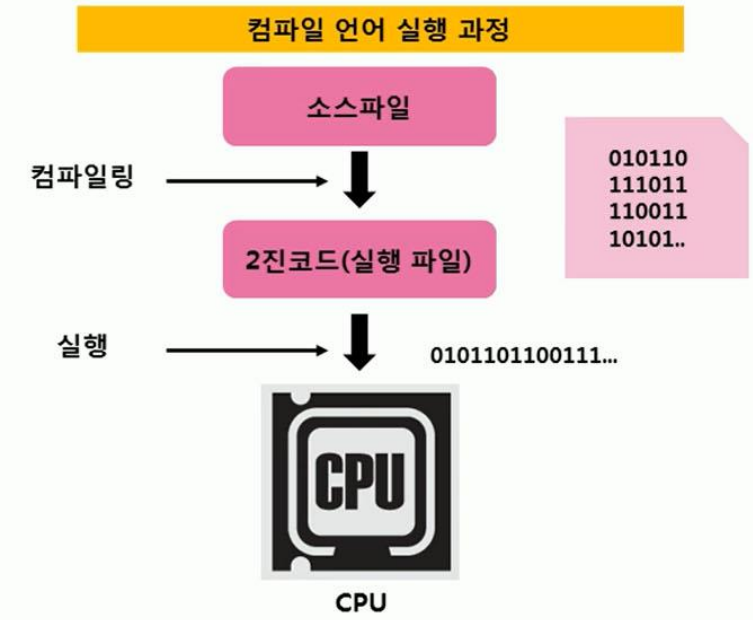 컴파일 언어 실행 과정
소스파일
컴파일링
010110
111011
110011
10101..
2진코드(실행 파일)
실행
0101101100111...
CPU
CPU